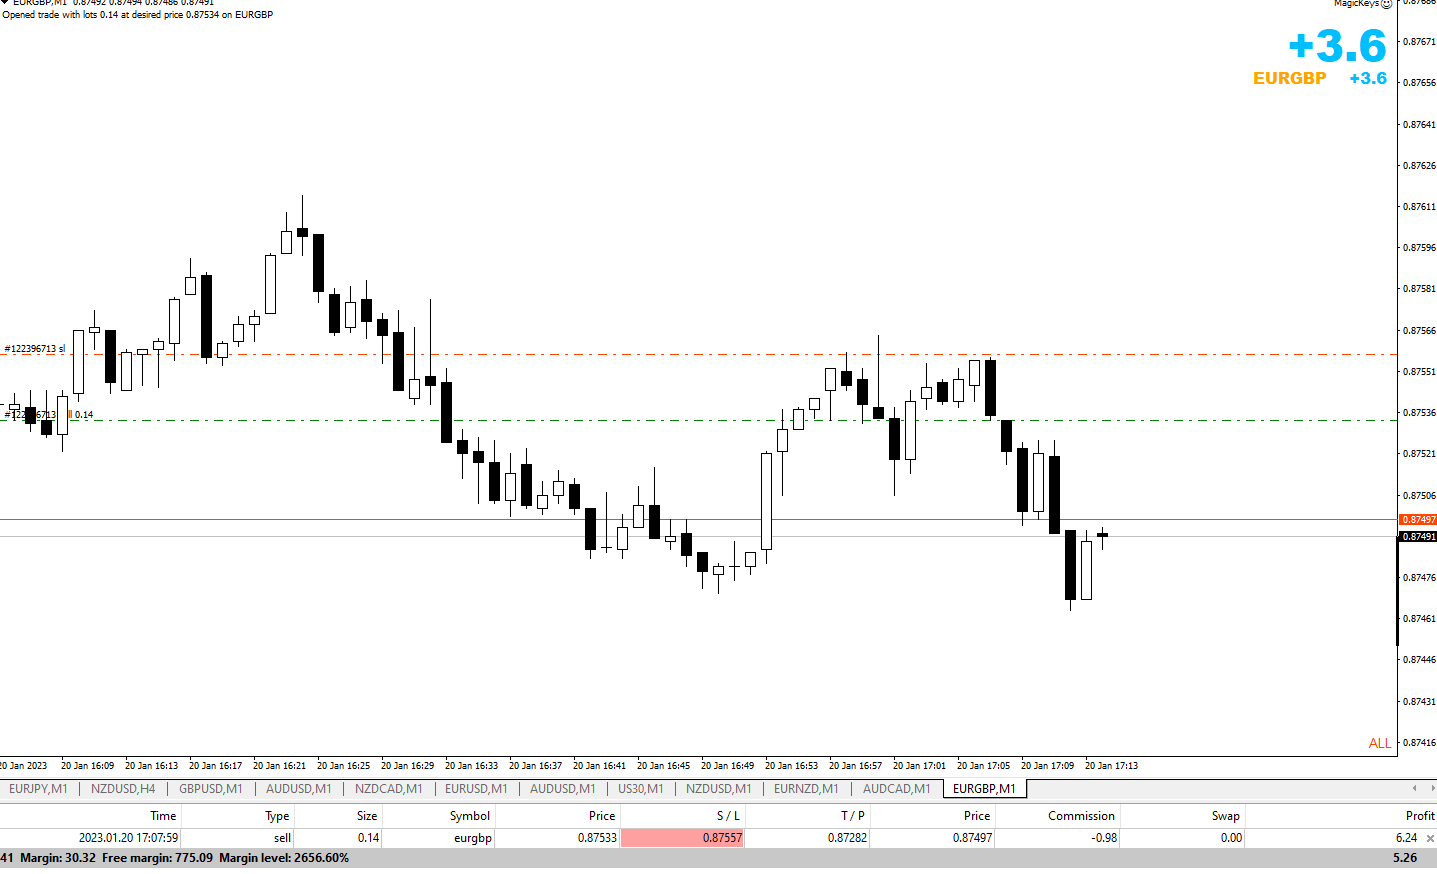 EURGBP,M1 0.87492 0.87494 0.87486 0.87491
MagicKeys
0.87686
Opened trade with lots 0.14 at desired price 0.87534 on EURGBP
+3.6
EURGBP +3.6
0.87671
0.87656
0.87641
0.87626
0.87611
0.87596
0.87581
0.87566
#122396713 sl
0.87551
0.87536
0.14
0.87521
0.87506
0.87497
0.87491
0.87476
0.87461
0.87446
0.87431
ALL
0.87416
20 Jan 2023 20 Jan 16:09 20 Jan 16:13 20 Jan 16:17 20 Jan 16:21 20 Jan 16:25 20 Jan 16:29 20 Jan 16:33 20 Jan 16:37 20 Jan 16:41 20 Jan 16:45 20 Jan 16:49 20 Jan 16:53 20 Jan 16:57 20 Jan 17:01 20 Jan 17:05 20 Jan 17:09 20 Jan 17:13
EURJPY,M1 NZDUSD,H4 GBPUSD,M1 AUDUSD,M1 NZDCAD,M1 EURUSD,M1 AUDUSD,M1 US30,M1 NZDUSD,M1 EURNZD,M1 AUDCAD,M1 EURGBP,M1
Time Type Size Symbol Price S / L T / P Price Commission Swap Profit
2023.01.20 17:07:59 sell 0.14 eurgbp 0.87533 0.87557 0.87282 0.87497 -0.98 0.00 6.24
41 Margin: 30.32 Free margin: 775.09 Margin level: 2656.60% 5.26